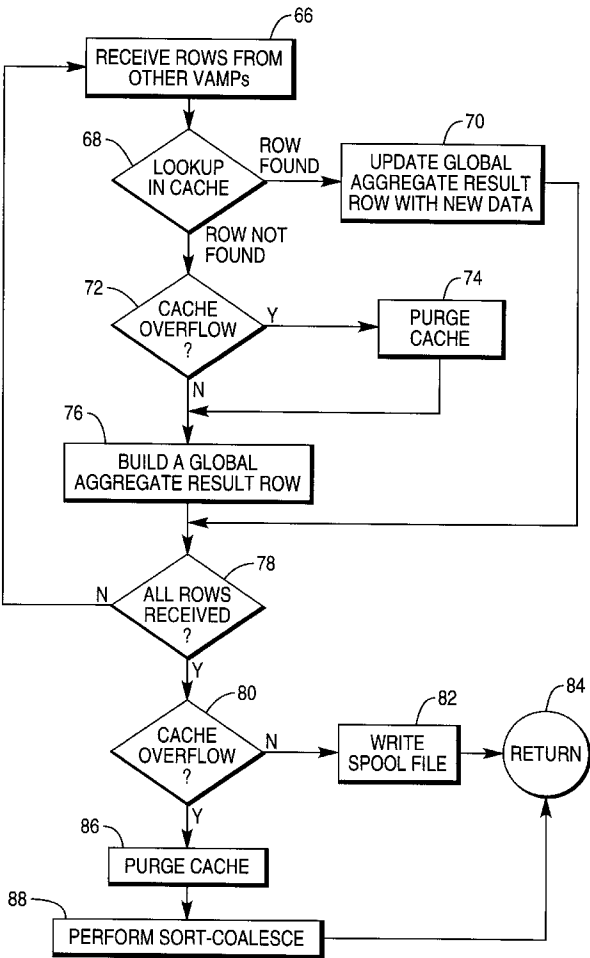 66
RECEIVE ROWS FROM
OTHER VAMPs
68
LOOKUP
IN CACHE
ROW
FOUND
70
UPDATE GLOBAL
AGGREGATE RESULT
ROW WITH NEW DATA
ROW NOT
FOUND
72
CACHE
OVERFLOW
?
Y
74
PURGE
CACHE
N
76
BUILD A GLOBAL
AGGREGATE RESULT ROW
78
N
ALL ROWS
RECEIVED
?
Y
80
CACHE
OVERFLOW
?
N
82
WRITE
SPOOL FILE
84
RETURN
Y
86
PURGE CACHE
88
PERFORM SORT-COALESCE